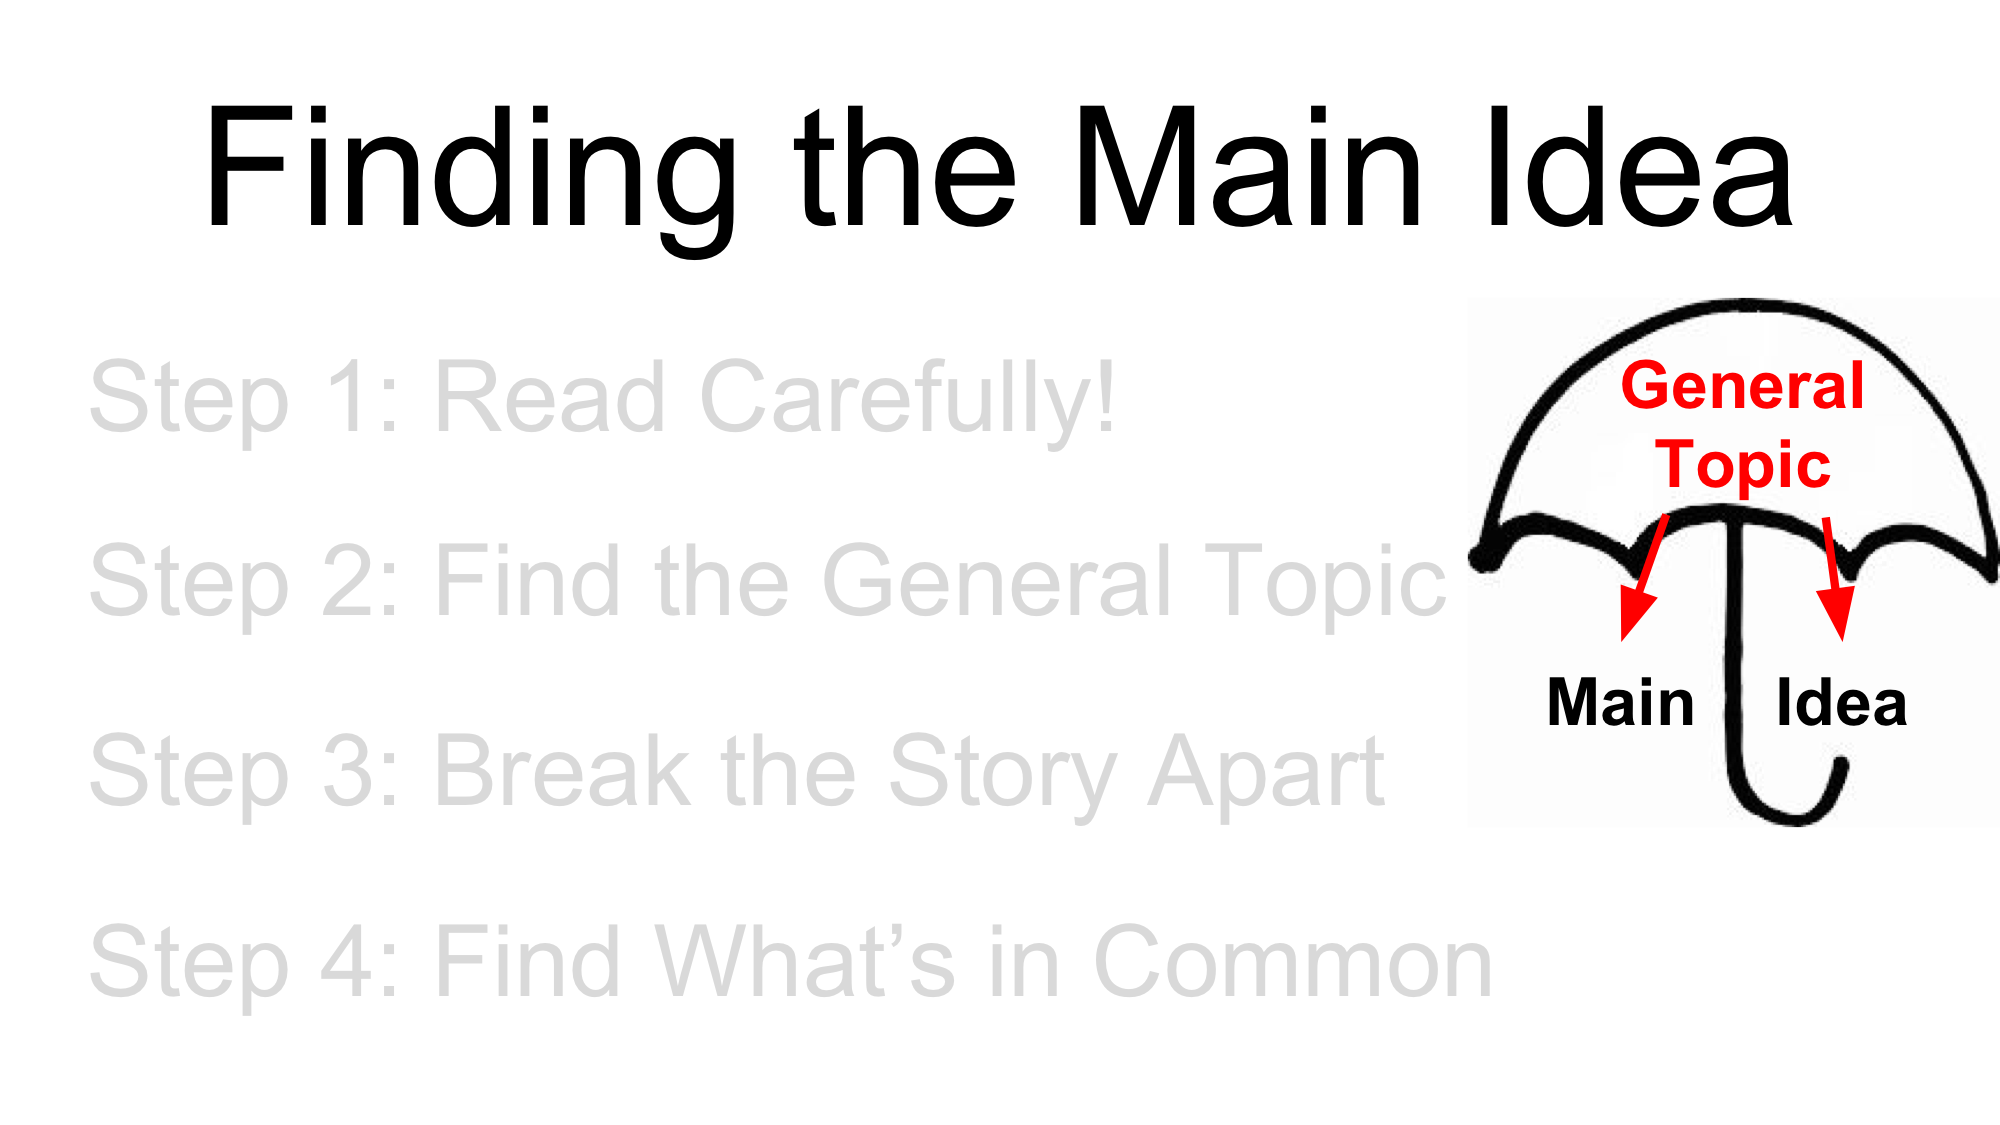 Finding the Main Idea
Step 1: Read Carefully!
Step 2: Find the General Topic
Step 3: Break the Story Apart
Step 4: Find What’s in Common
General
Topic
Main Idea